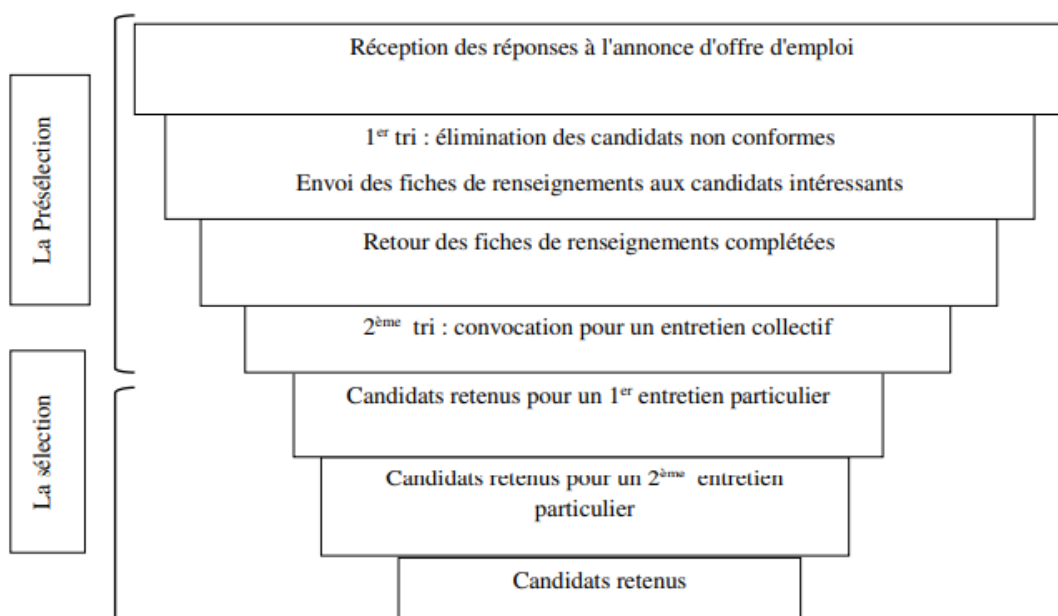 Réception des réponses à l'annonce d'offre d'emploi
1er tri : élimination des candidats non conformes
Envoi des fiches de renseignements aux candidats intéressants
Retour des fiches de renseignements complétées
2ème tri : convocation pour un entretien collectif
La Présélection
Candidats retenus pour un 1er entretien particulier
Candidats retenus pour un 2ème entretien
particulier
Candidats retenus
La sélection